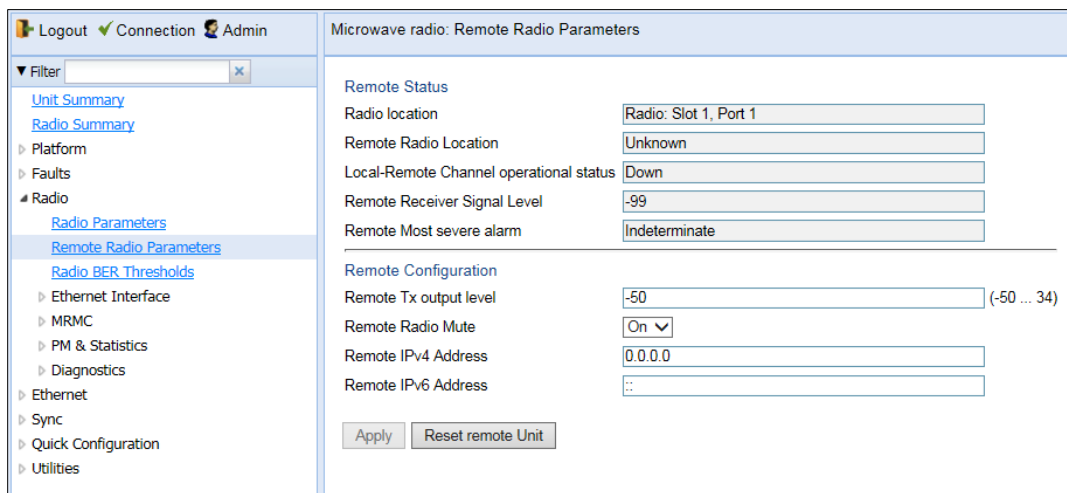 Logout Connection Admin
Filter
Unit Summary
Radio Summary
Platform
Faults
Radio
Radio Parameters
Remote Radio Parameters
Radio BER Thresholds
Ethernet Interface
MRMC
PM & Statistics
Diagnostics
Ethernet
Sync
Quick Configuration
Utilities
Microwave radio: Remote Radio Parameters
Remote Status
Radio location Radio: Slot 1, Port 1
Remote Radio Location Unknown
Local-Remote Channel operational status Down
Remote Receiver Signal Level -99
Remote Most severe alarm Indeterminate
Remote Configuration
Remote Tx output level -50 (-50 ... 34)
Remote Radio Mute On
Remote IPv4 Address 0.0.0.0
Remote IPv6 Address ::
Apply Reset remote Unit